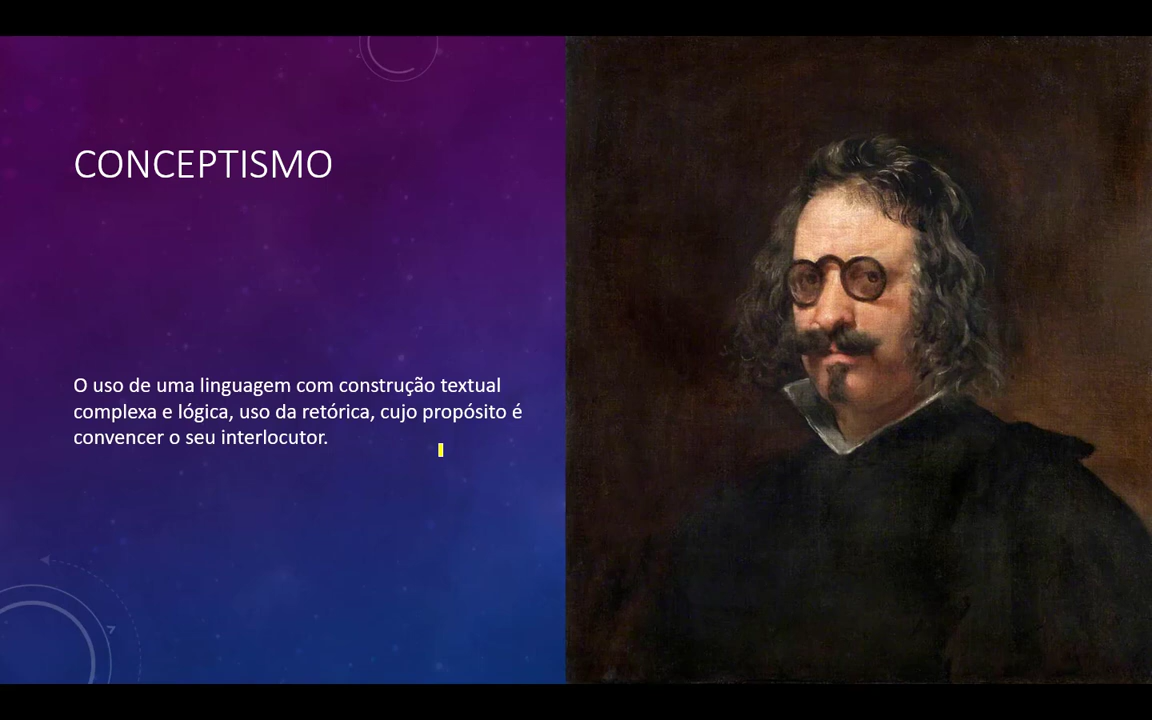 CONCEPTISMO
O uso de uma linguagem com construção textual
complexa e lógica, uso da retórica, cujo propósito é
convencer o seu interlocutor.